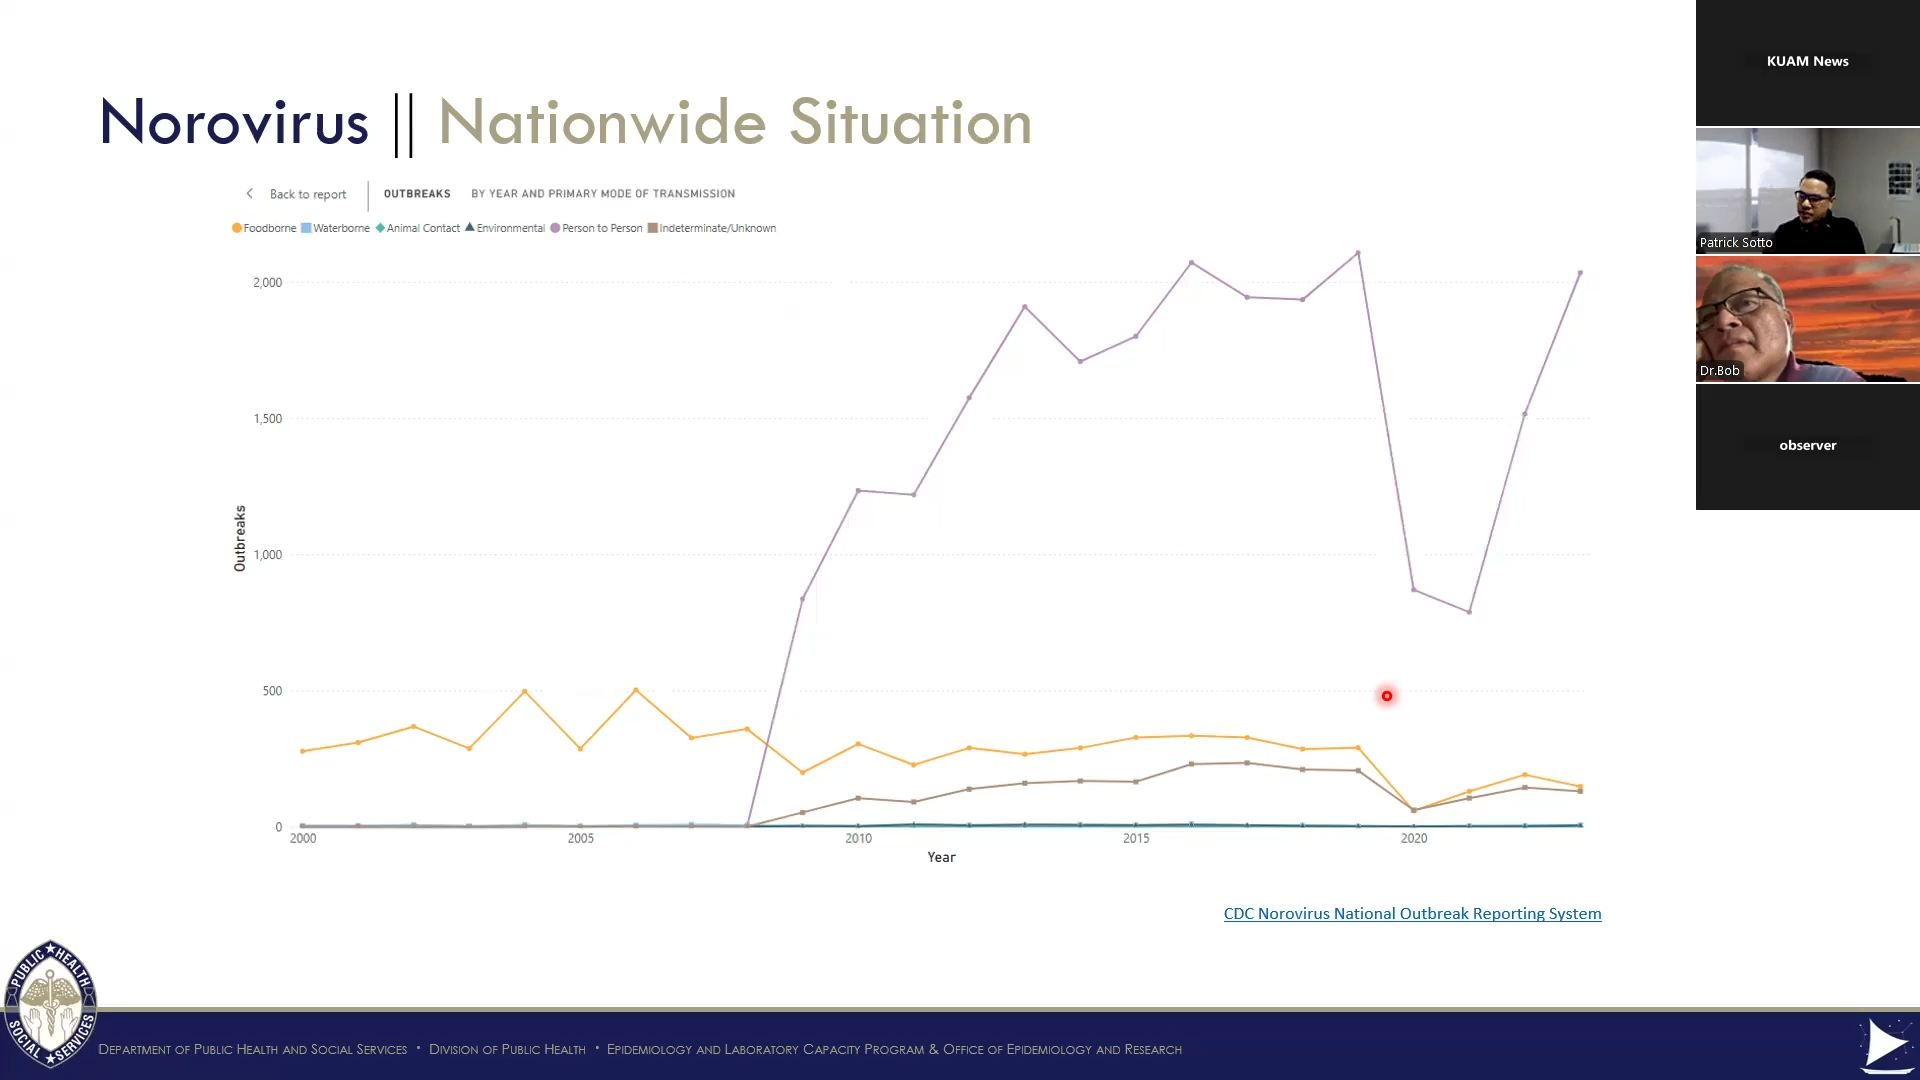 Norovirus || Nationwide Situation
Back to report
OUTBREAKS BY YEAR AND PRIMARY MODE OF TRANSMISSION
Foodborne Waterborne Animal Contact Environmental Person to Person Indeterminate/Unknown
2,000
1,500
1,000
500
0
Outbreaks
2000 2005 2010 2015 2020
Year
CDC Norovirus National Outbreak Reporting System
PUBLIC HEALTH
SOCIAL SERVICES
DEPARTMENT OF PUBLIC HEALTH AND SOCIAL SERVICES · DIVISION OF PUBLIC HEALTH · EPIDEMIOLOGY AND LABORATORY CAPACITY PROGRAM & OFFICE OF EPIDEMIOLOGY AND RESEARCH
KUAM News
Patrick Sotto
Dr.Bob
observer